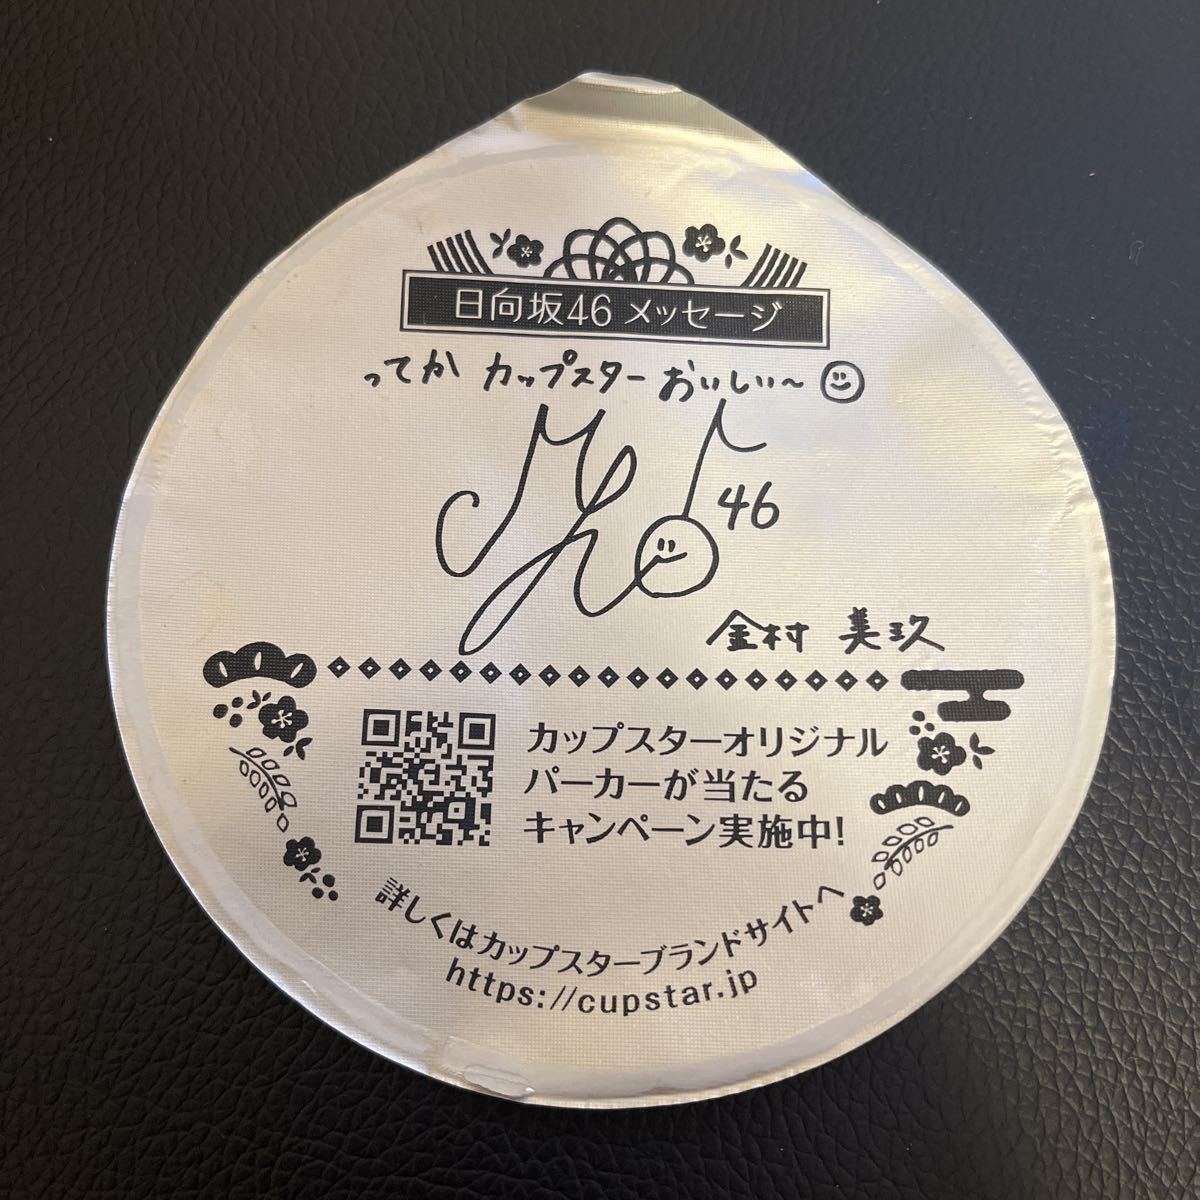 日向坂46 メッセージ
ってか カップスター おいしい〜
46
金村 美玖
カップスターオリジナル
パーカーが当たる
キャンペーン実施中!
詳しくはカップスターブランドサイトへ
https://cupstar.jp